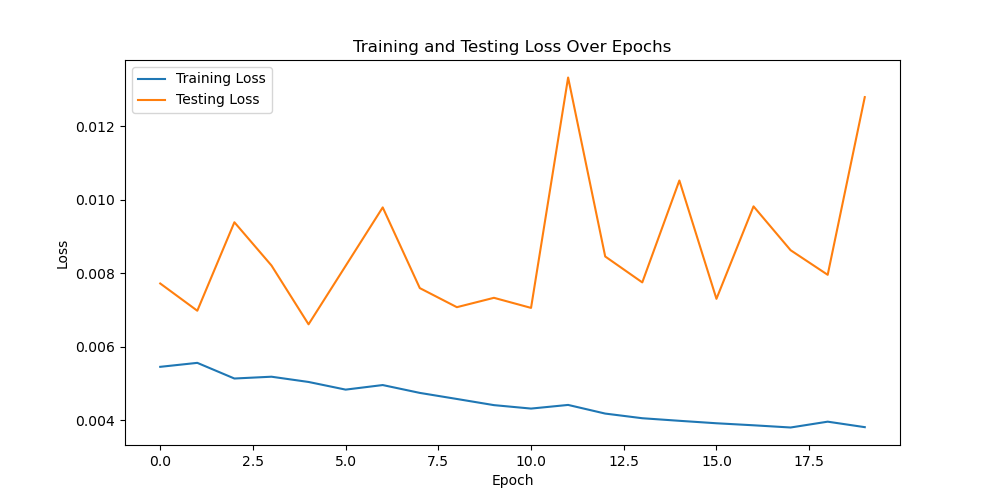 Training and Testing Loss Over Epochs
Training Loss
Testing Loss
0.012
0.010
0.008
0.006
0.004
Loss
0.0 2.5 5.0 7.5 10.0 12.5 15.0 17.5
Epoch